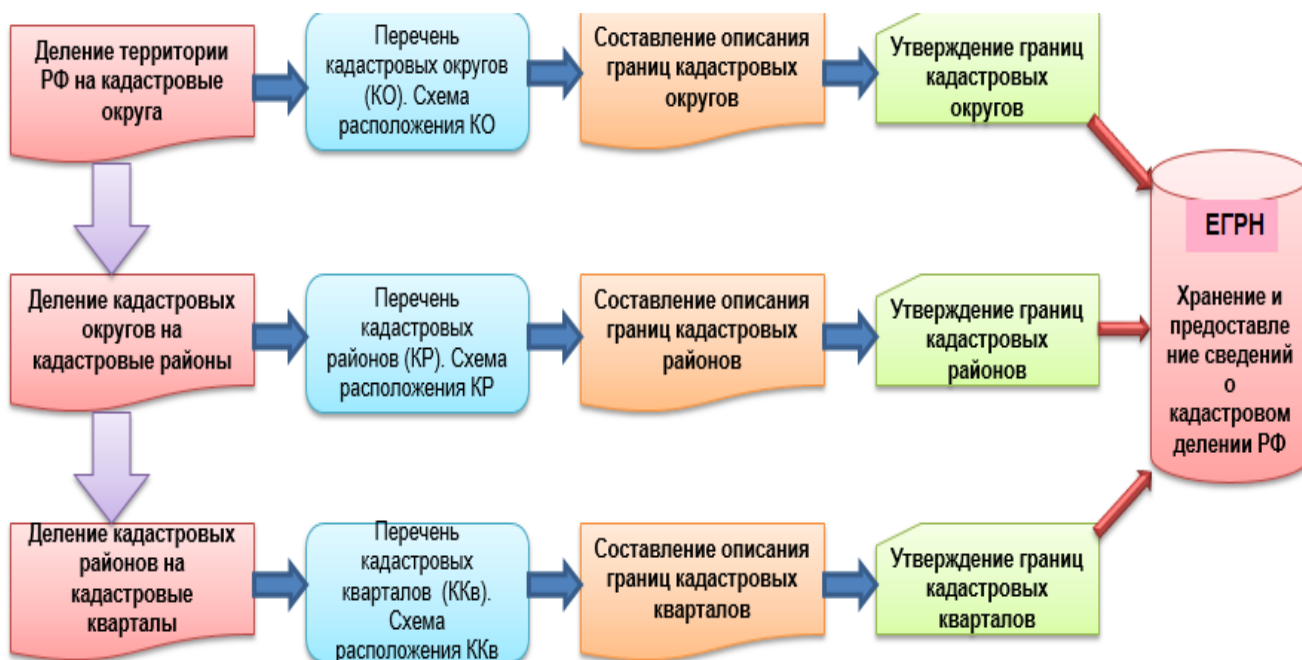 Деление территории
РФ на кадастровые
округа
Перечень
кадастровых округов
(КО). Схема
расположения КО
Составление описания
границ кадастровых
округов
Утверждение границ
кадастровых
округов
Деление кадастровых
округов на
кадастровые районы
Перечень
кадастровых
районов (КР). Схема
расположения КР
Составление описания
границ кадастровых
районов
Утверждение границ
кадастровых
районов
ЕГРН
Хранение и
предоставле
ние сведений
о
кадастровом
делении РФ
Деление кадастровых
районов на
кадастровые
кварталы
Перечень
кадастровых
кварталов (ККв).
Схема
расположения ККв
Составление описания
границ кадастровых
кварталов
Утверждение границ
кадастровых
кварталов